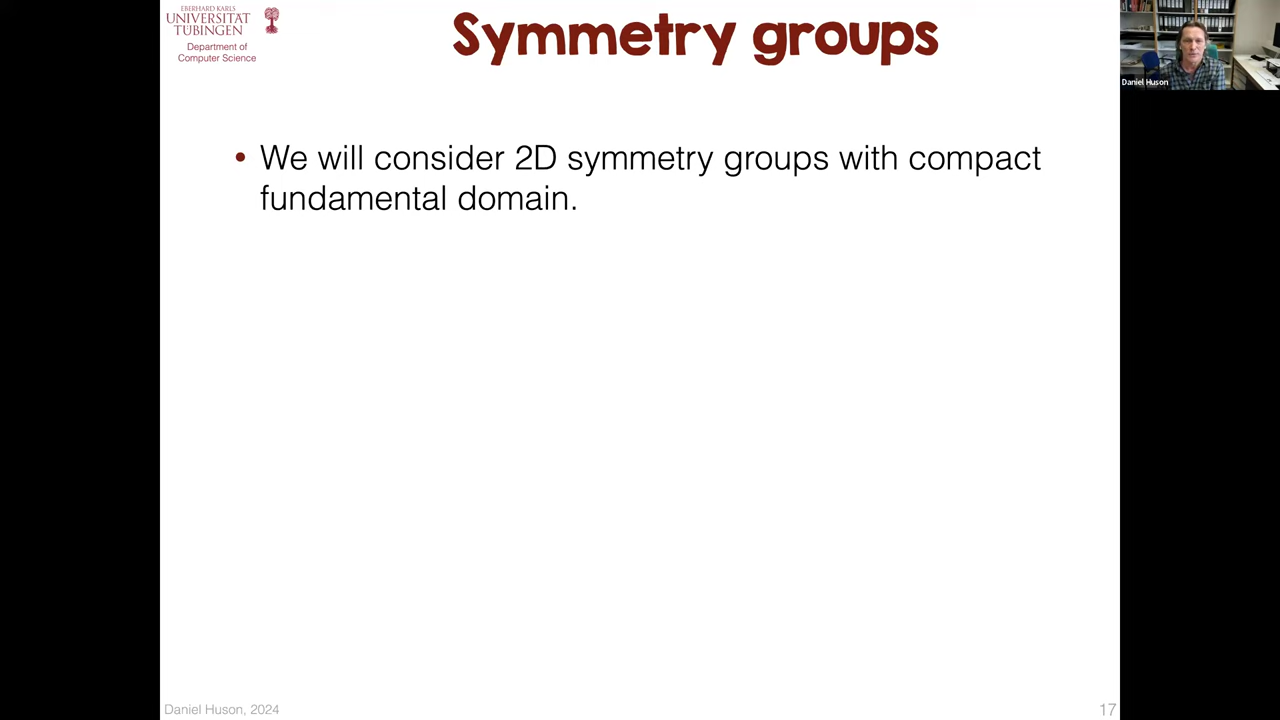 EBERHARD KARLS
UNIVERSITÄT
TÜBINGEN
Department of
Computer Science
Symmetry groups
Daniel Huson
• We will consider 2D symmetry groups with compact
fundamental domain.
Daniel Huson, 2024
17